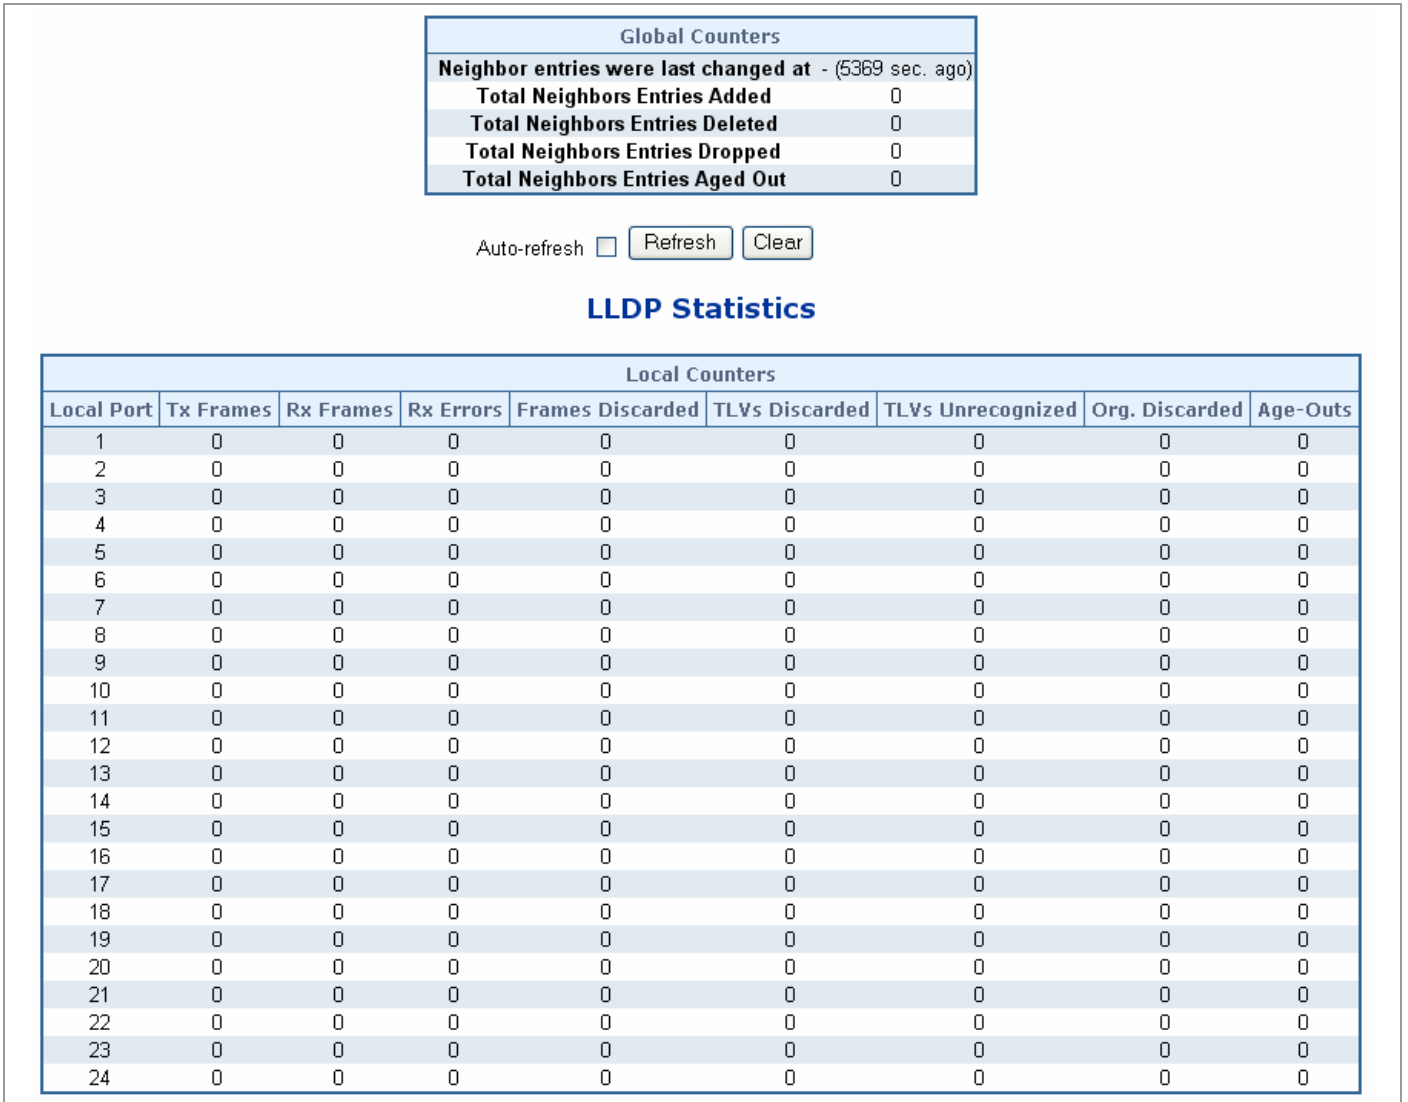 Global Counters
Neighbor entries were last changed at - (5369 sec. ago)
Total Neighbors Entries Added 0
Total Neighbors Entries Deleted 0
Total Neighbors Entries Dropped 0
Total Neighbors Entries Aged Out 0
Auto-refresh Refresh Clear
LLDP Statistics
Local Counters
Local Port Tx Frames Rx Frames Rx Errors Frames Discarded TLVs Discarded TLVs Unrecognized Org. Discarded Age-Outs
1 0 0 0 0 0 0 0 0
2 0 0 0 0 0 0 0 0
3 0 0 0 0 0 0 0 0
4 0 0 0 0 0 0 0 0
5 0 0 0 0 0 0 0 0
6 0 0 0 0 0 0 0 0
7 0 0 0 0 0 0 0 0
8 0 0 0 0 0 0 0 0
9 0 0 0 0 0 0 0 0
10 0 0 0 0 0 0 0 0
11 0 0 0 0 0 0 0 0
12 0 0 0 0 0 0 0 0
13 0 0 0 0 0 0 0 0
14 0 0 0 0 0 0 0 0
15 0 0 0 0 0 0 0 0
16 0 0 0 0 0 0 0 0
17 0 0 0 0 0 0 0 0
18 0 0 0 0 0 0 0 0
19 0 0 0 0 0 0 0 0
20 0 0 0 0 0 0 0 0
21 0 0 0 0 0 0 0 0
22 0 0 0 0 0 0 0 0
23 0 0 0 0 0 0 0 0
24 0 0 0 0 0 0 0 0